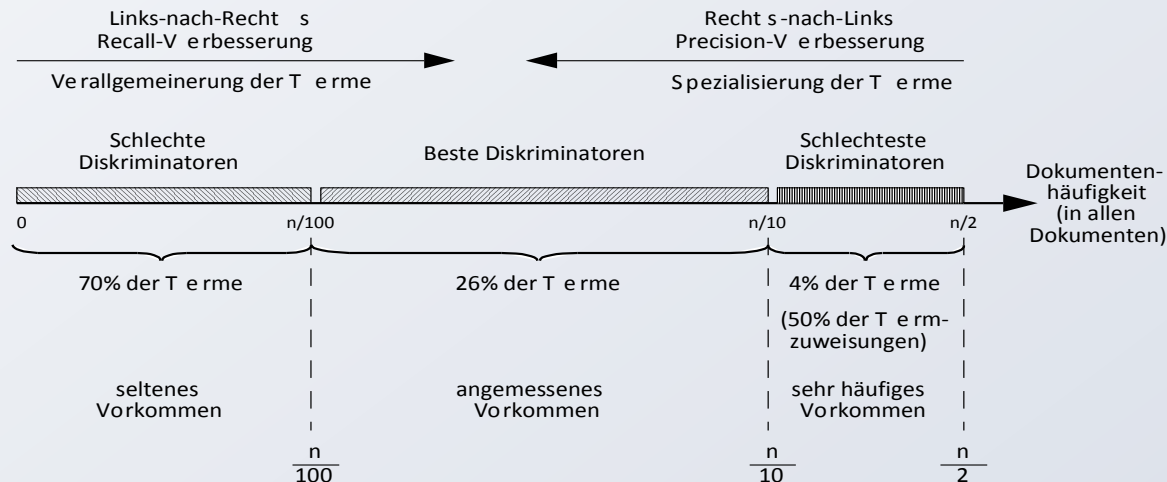 Links-nach-Rechts
Recall-Verbesserung
Verallgemeinerung der Terme
Rechts-nach-Links
Precision-Verbesserung
Spezialisierung der Terme
Schlechte
Diskriminatoren
Beste Diskriminatoren
Schlechteste
Diskriminatoren
Dokumenten-
häufigkeit
(in allen
Dokumenten)
0
n/100
n/10
n/2
70% der Terme
26% der Terme
4% der Terme
(50% der Term-
zuweisungen)
seltenes
Vorkommen
angemessenes
Vorkommen
sehr häufiges
Vorkommen
n
100
n
10
n
2